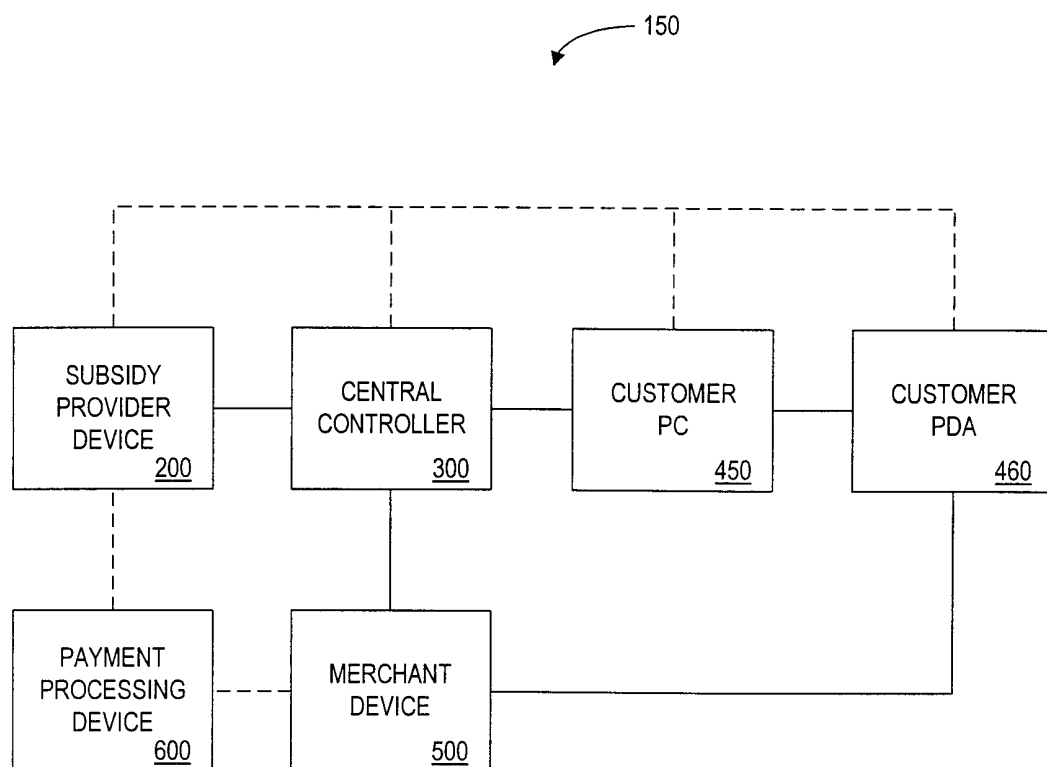 150
SUBSIDY
PROVIDER
DEVICE
200
CENTRAL
CONTROLLER
300
CUSTOMER
PC
450
CUSTOMER
PDA
460
PAYMENT
PROCESSING
DEVICE
600
MERCHANT
DEVICE
500